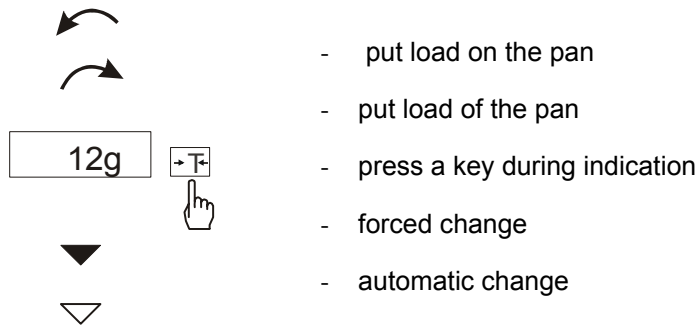 - put load on the pan
- put load of the pan
12g →T←
- press a key during indication
- forced change
- automatic change